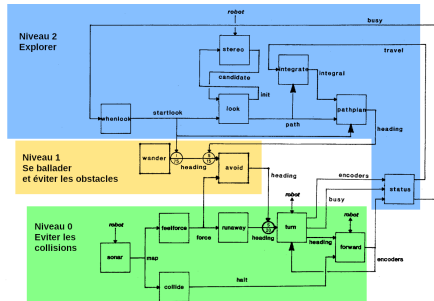 Niveau 2
Explorer
robot
busy
stereo
travel
integrate
integral
candidate
init
whenlook
startlook
look
path
pathplan
heading
Niveau 1
Se ballader
et éviter les obstacles
wander
heading
avoid
heading
encoders
status
busy
Niveau 0
Eviter les
collisions
robot
sonar
map
feelforce
force
runaway
heading
robot
turn
heading
robot
forward
encoders
collide
halt